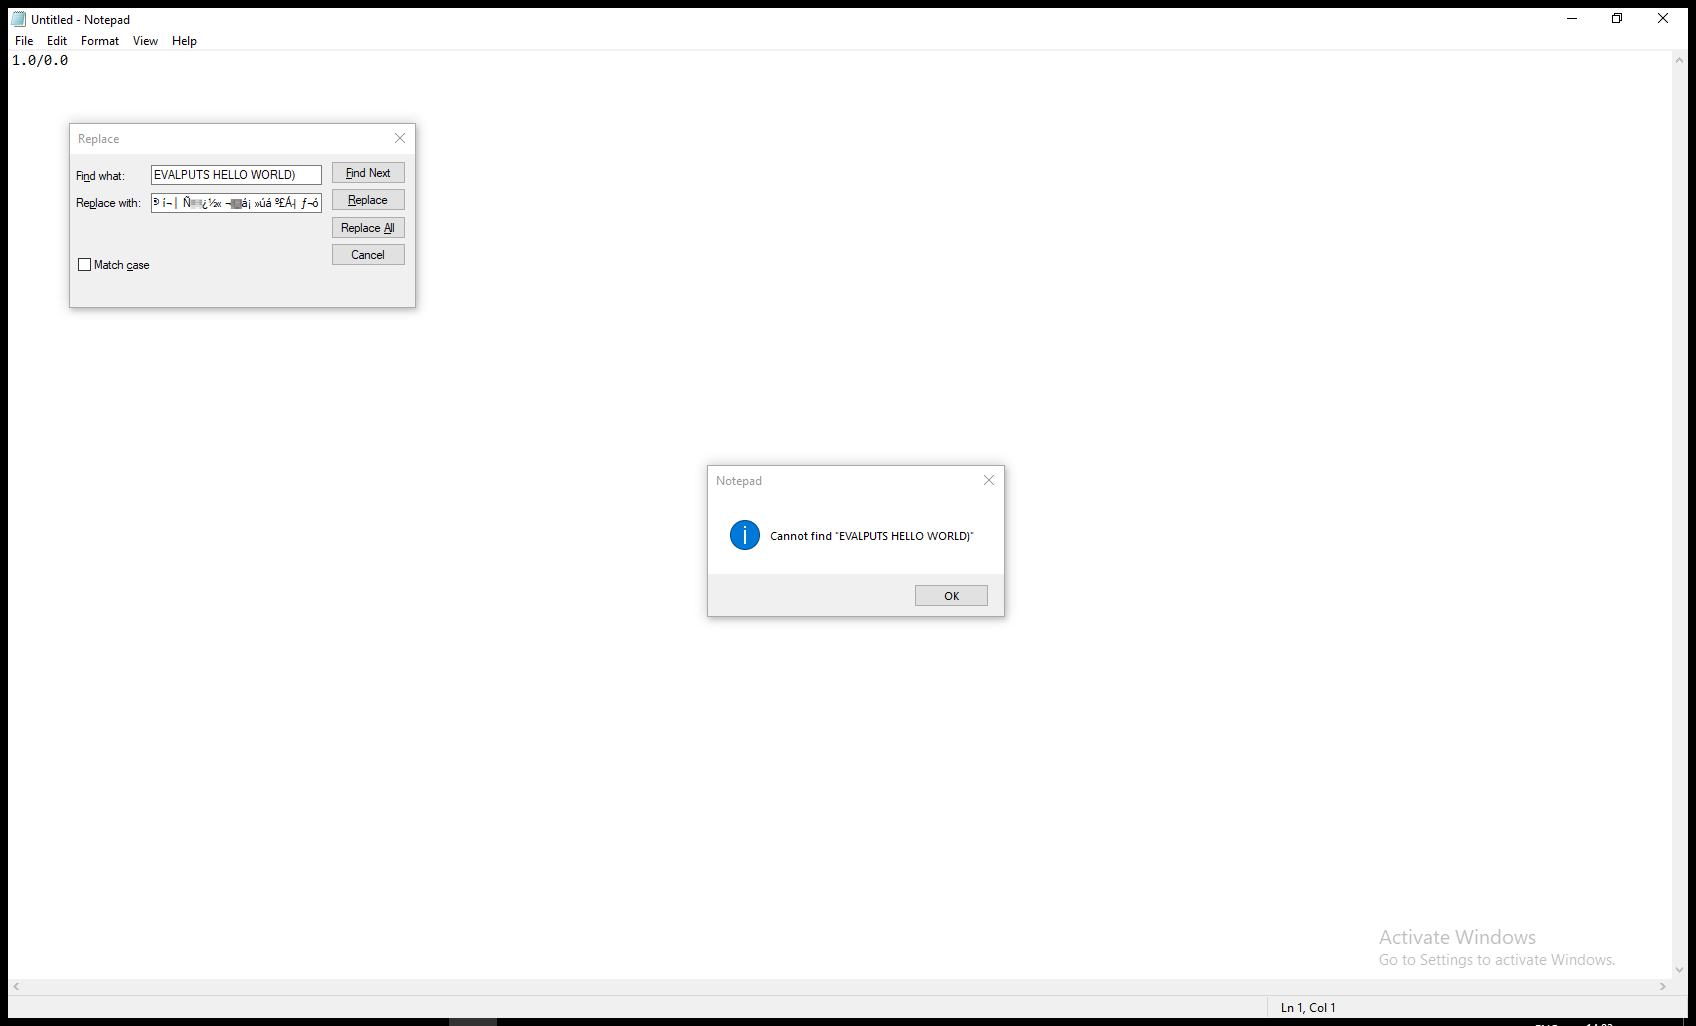 Untitled - Notepad
File Edit Format View Help
1.0/0.0
Replace
Find what: EVALPUTS HELLO WORLD) Find Next
Replace with: Replace
Replace All
Cancel
Match case
Notepad
Cannot find "EVALPUTS HELLO WORLD)"
OK
Activate Windows
Go to Settings to activate Windows.
Ln 1, Col 1